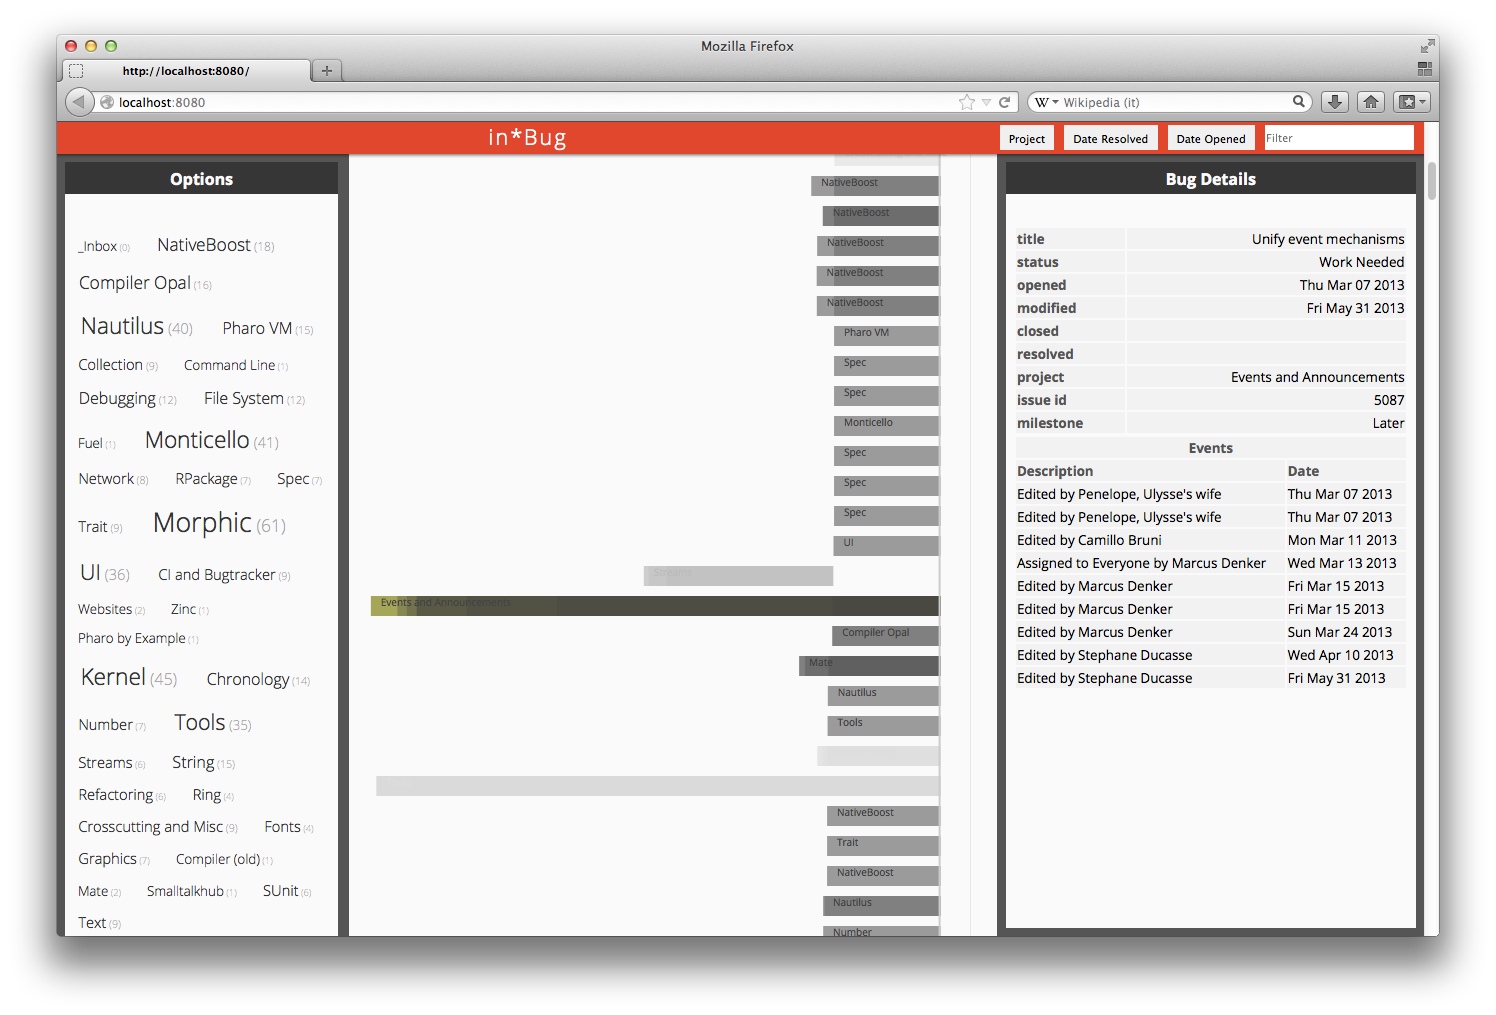 Mozilla Firefox
http://localhost:8080/
localhost:8080
W Wikipedia (it)
in*Bug
Project Date Resolved Date Opened Filter
Options
_Inbox (0) NativeBoost (18)
Compiler Opal (16)
Nautilus (40) Pharo VM (15)
Collection (9) Command Line (1)
Debugging (12) File System (12)
Fuel (1) Monticello (41)
Network (8) RPackage (7) Spec (7)
Trait (9) Morphic (61)
UI (36) CI and Bugtracker (9)
Websites (2) Zinc (1)
Pharo by Example (1)
Kernel (45) Chronology (14)
Number (7) Tools (35)
Streams (6) String (15)
Refactoring (6) Ring (4)
Crosscutting and Misc (9) Fonts (4)
Graphics (7) Compiler (old) (1)
Mate (2) Smalltalkhub (1) SUnit (6)
Text (9)
NativeBoost
NativeBoost
NativeBoost
NativeBoost
NativeBoost
Pharo VM
Spec
Spec
Monticello
Spec
Spec
Spec
UI
Streams
Events and Announcements
Compiler Opal
Mate
Nautilus
Tools
NativeBoost
Trait
NativeBoost
Nautilus
Number
Bug Details
title Unify event mechanisms
status Work Needed
opened Thu Mar 07 2013
modified Fri May 31 2013
closed
resolved
project Events and Announcements
issue id 5087
milestone Later
Events
Description Date
Edited by Penelope, Ulysse's wife Thu Mar 07 2013
Edited by Penelope, Ulysse's wife Thu Mar 07 2013
Edited by Camillo Bruni Mon Mar 11 2013
Assigned to Everyone by Marcus Denker Wed Mar 13 2013
Edited by Marcus Denker Fri Mar 15 2013
Edited by Marcus Denker Fri Mar 15 2013
Edited by Marcus Denker Sun Mar 24 2013
Edited by Stephane Ducasse Wed Apr 10 2013
Edited by Stephane Ducasse Fri May 31 2013